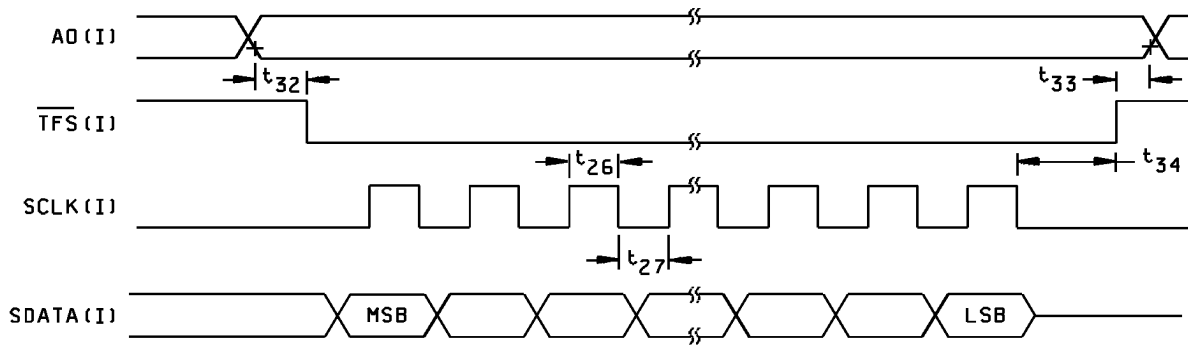 A0(I)
t32
t33
TFS(I)
t26
t34
SCLK(I)
t27
SDATA(I)
MSB
LSB